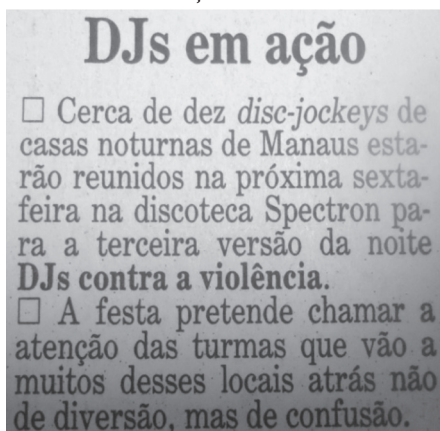 DJs em ação
□ Cerca de dez disc-jockeys de
casas noturnas de Manaus esta-
rão reunidos na próxima sexta-
feira na discoteca Spectron pa-
ra a terceira versão da noite
DJs contra a violência.
□ A festa pretende chamar a
atenção das turmas que vão a
muitos desses locais atrás não
de diversão, mas de confusão.